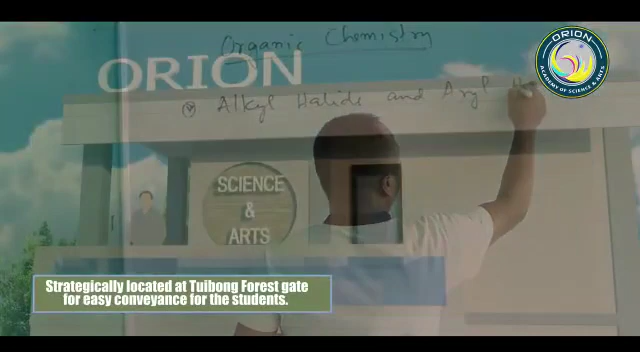 Organic Chemistry
ORION
Alkyl Halide and Aryl
SCIENCE
&
ARTS
ORION
ACADEMY OF SCIENCE & ARTS
Strategically located at Tuibong Forest gate
for easy conveyance for the students.